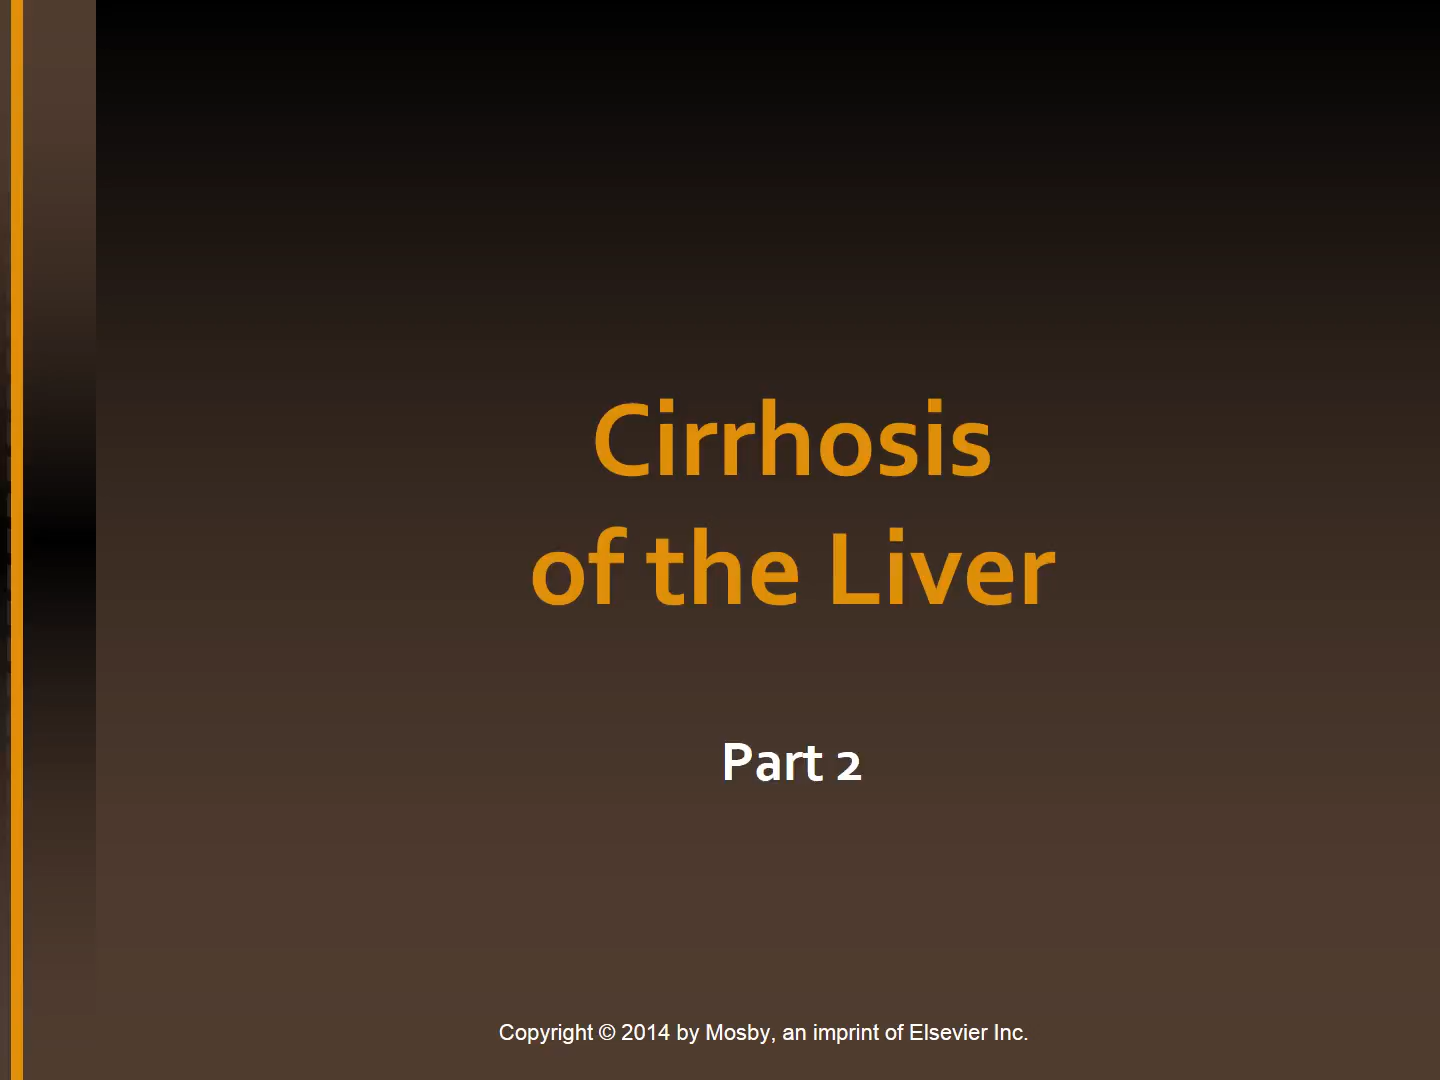 Cirrhosis
of the Liver
Part 2
Copyright © 2014 by Mosby, an imprint of Elsevier Inc.